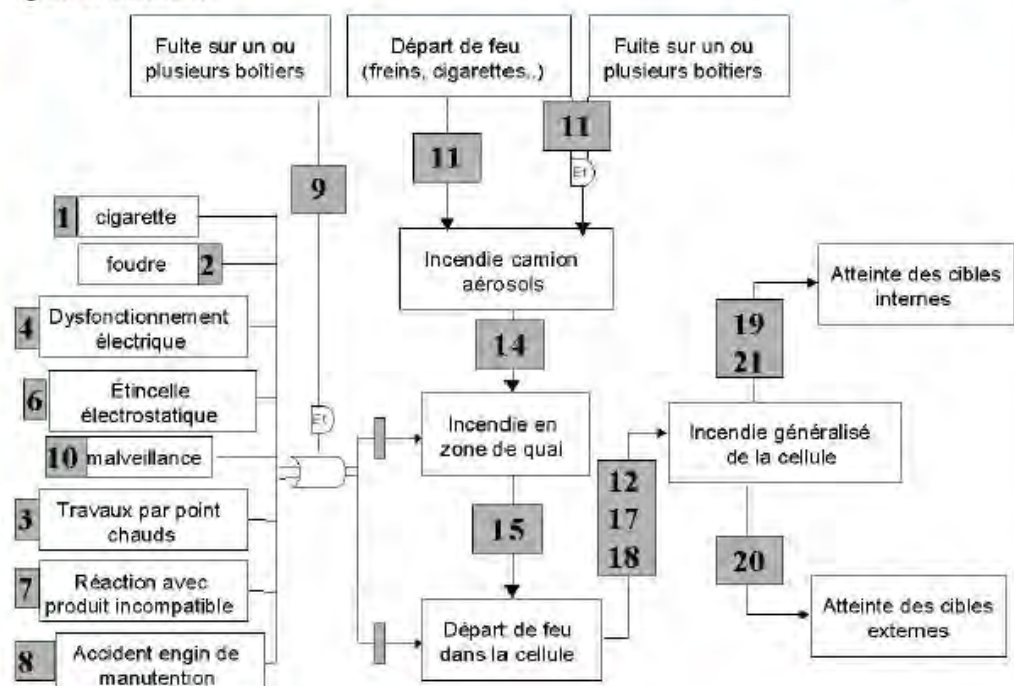 Fuite sur un ou
plusieurs boîtiers
Départ de feu
(freins, cigarettes..)
Fuite sur un ou
plusieurs boîtiers
11
11
Et
9
1 cigarette
foudre 2
4 Dysfonctionnement
électrique
6 Étincelle
électrostatique
10 malveillance
3 Travaux par point
chauds
7 Réaction avec
produit incompatible
8 Accident engin de
manutention
Et
Incendie camion
aérosols
14
Incendie en
zone de quai
15
Départ de feu
dans la cellule
12
17
18
Incendie généralisé
de la cellule
19
21
Atteinte des cibles
internes
20
Atteinte des cibles
externes